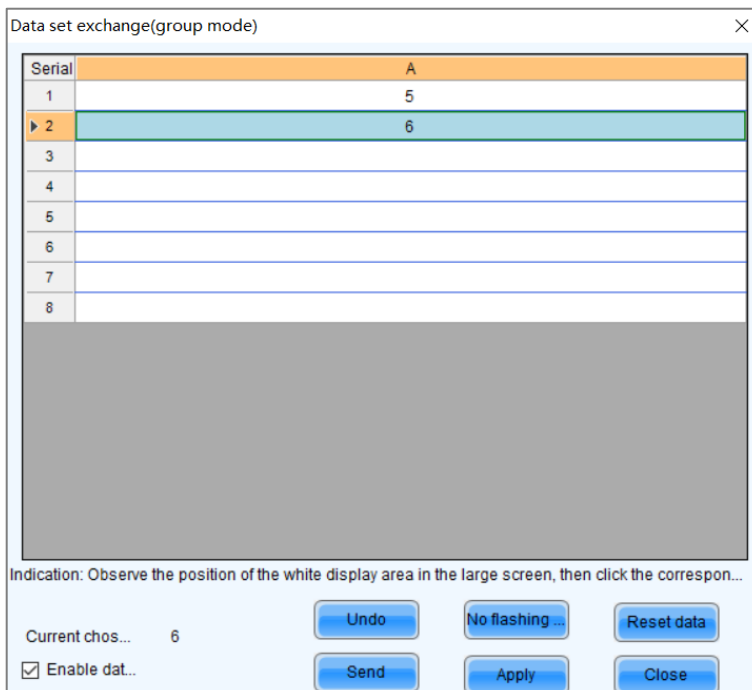 Data set exchange(group mode)
Serial A
1 5
2 6
3
4
5
6
7
8
Indication: Observe the position of the white display area in the large screen, then click the correspon...
Undo No flashing ... Reset data
Current chos... 6
Enable dat... Send Apply Close